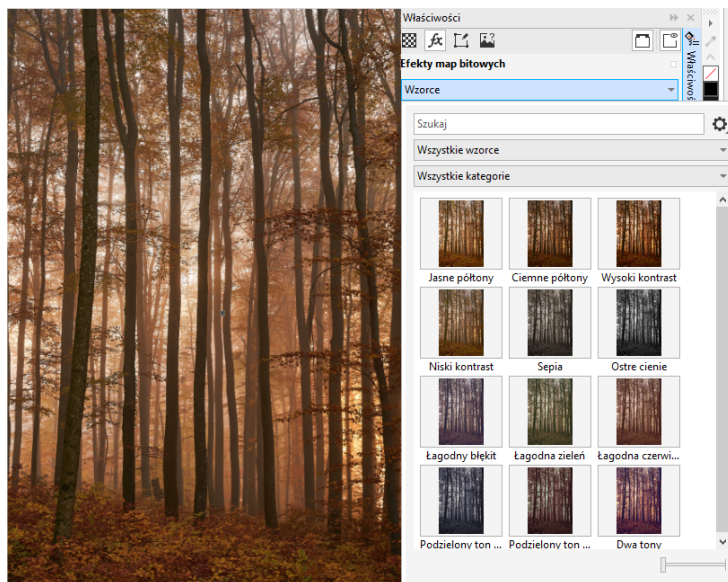 Właściwości
Efekty map bitowych
Wzorce
Właściwoś
Szukaj
Wszystkie wzorce
Wszystkie kategorie
Jasne półtony
Ciemne półtony
Wysoki kontrast
Niski kontrast
Sepia
Ostre cienie
Łagodny błękit
Łagodna zieleń
Łagodna czerwi...
Podzielony ton ...
Podzielony ton ...
Dwa tony